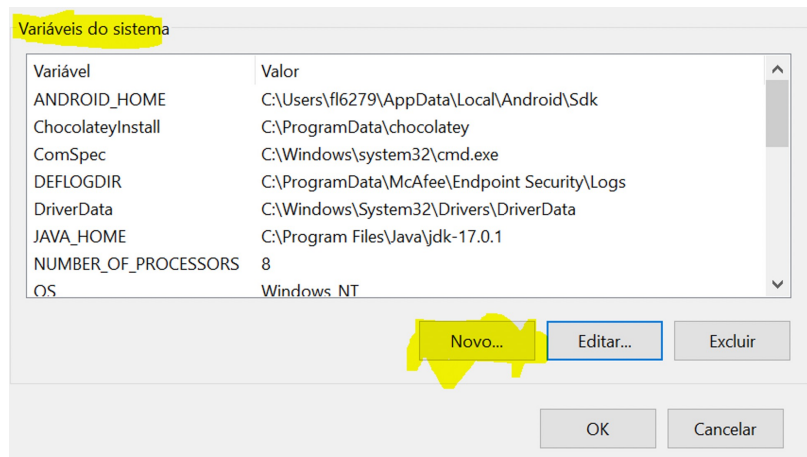 Variáveis do sistema
Variável Valor
ANDROID_HOME C:\Users\fl6279\AppData\Local\Android\Sdk
ChocolateyInstall C:\ProgramData\chocolatey
ComSpec C:\Windows\system32\cmd.exe
DEFLOGDIR C:\ProgramData\McAfee\Endpoint Security\Logs
DriverData C:\Windows\System32\Drivers\DriverData
JAVA_HOME C:\Program Files\Java\jdk-17.0.1
NUMBER_OF_PROCESSORS 8
OS Windows_NT
Novo... Editar... Excluir
OK Cancelar